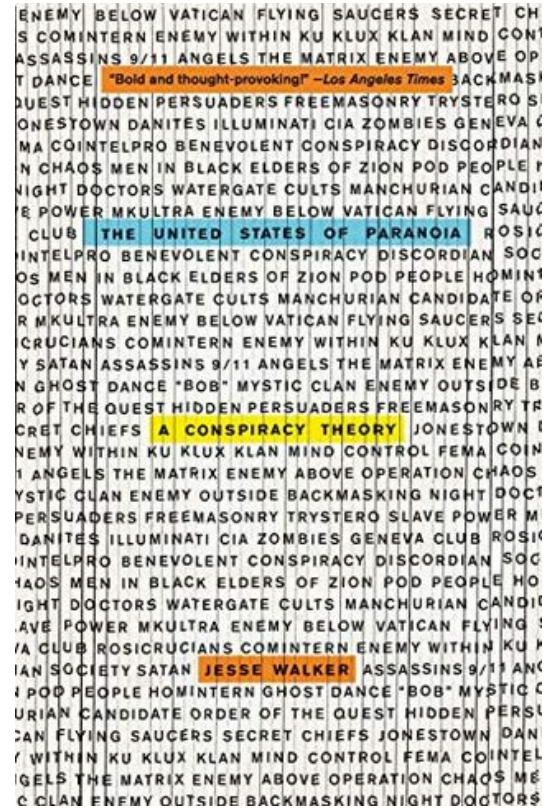 ENEMY BELOW VATICAN FLYING SAUCERS SECRET CH
S COMINTERN ENEMY WITHIN KU KLUX KLAN MIND CONT
ASSASSINS 9/11 ANGELS THE MATRIX ENEMY ABOVE OP
T DANCE "Bold and thought-provoking!" —Los Angeles Times BACKMASK
QUEST HIDDEN PERSUADERS FREEMASONRY TRYSTERO S
ONESTOWN DANITES ILLUMINATI CIA ZOMBIES GENEVA
MA COINTELPRO BENEVOLENT CONSPIRACY DISCORDIAN
N CHAOS MEN IN BLACK ELDERS OF ZION POD PEOPLE
NIGHT DOCTORS WATERGATE CULTS MANCHURIAN CANDI
E POWER MKULTRA ENEMY BELOW VATICAN FLYING SAUC
CLUB THE UNITED STATES OF PARANOIA ROSIC
INTELPRO BENEVOLENT CONSPIRACY DISCORDIAN SOC
OS MEN IN BLACK ELDERS OF ZION POD PEOPLE HOMINT
OCTORS WATERGATE CULTS MANCHURIAN CANDIDATE OR
R MKULTRA ENEMY BELOW VATICAN FLYING SAUCERS SEC
CRUCIANS COMINTERN ENEMY WITHIN KU KLUX KLAN M
Y SATAN ASSASSINS 9/11 ANGELS THE MATRIX ENEMY AB
N GHOST DANCE "BOB" MYSTIC CLAN ENEMY OUTSIDE B
R OF THE QUEST HIDDEN PERSUADERS FREEMASONRY TR
CRET CHIEFS A CONSPIRACY THEORY JONESTOWN D
NEMY WITHIN KU KLUX KLAN MIND CONTROL FEMA COIN
1 ANGELS THE MATRIX ENEMY ABOVE OPERATION CHAOS
YSTIC CLAN ENEMY OUTSIDE BACKMASKING NIGHT DOCT
PERSUADERS FREEMASONRY TRYSTERO SLAVE POWER M
DANITES ILLUMINATI CIA ZOMBIES GENEVA CLUB ROSIC
INTELPRO BENEVOLENT CONSPIRACY DISCORDIAN SOC
HAOS MEN IN BLACK ELDERS OF ZION POD PEOPLE HO
IGHT DOCTORS WATERGATE CULTS MANCHURIAN CANDID
AVE POWER MKULTRA ENEMY BELOW VATICAN FLYING S
A CLUB ROSICRUCIANS COMINTERN ENEMY WITHIN KU K
AN SOCIETY SATAN JESSE WALKER ASSASSINS 9/11 ANG
POD PEOPLE HOMINTERN GHOST DANCE "BOB" MYSTIC C
URIAN CANDIDATE ORDER OF THE QUEST HIDDEN PERSU
CAN FLYING SAUCERS SECRET CHIEFS JONESTOWN DAN
Y WITHIN KU KLUX KLAN MIND CONTROL FEMA COINTEL
GELS THE MATRIX ENEMY ABOVE OPERATION CHAOS ME
C CLAN ENEMY OUTSIDE BACKMASKING NIGHT DOCTORS